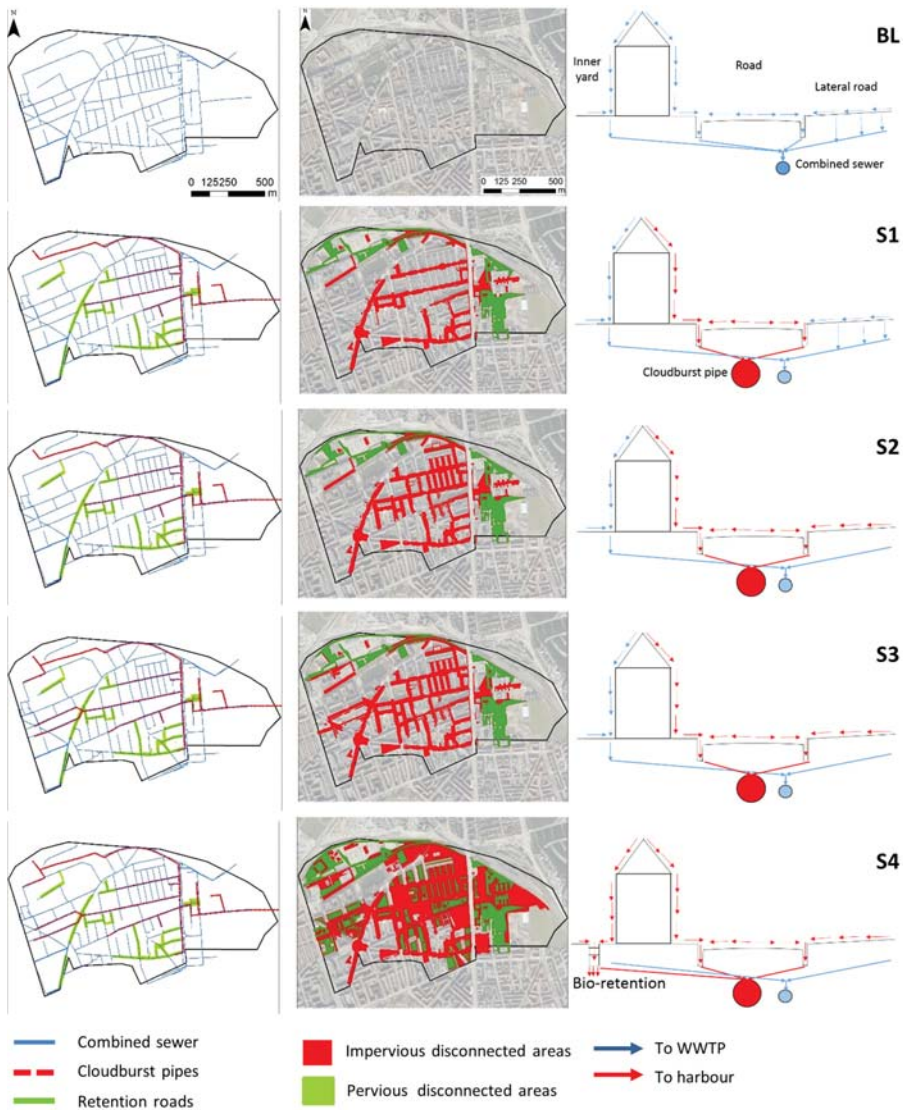 N
N
BL
Inner
yard
Road
Lateral road
Combined sewer
0 125250 500
m
0 125 250 500
m
S1
Cloudburst pipe
S2
S3
S4
Bio-retention
Combined sewer
Cloudburst pipes
Retention roads
Impervious disconnected areas
Pervious disconnected areas
To WWTP
To harbour